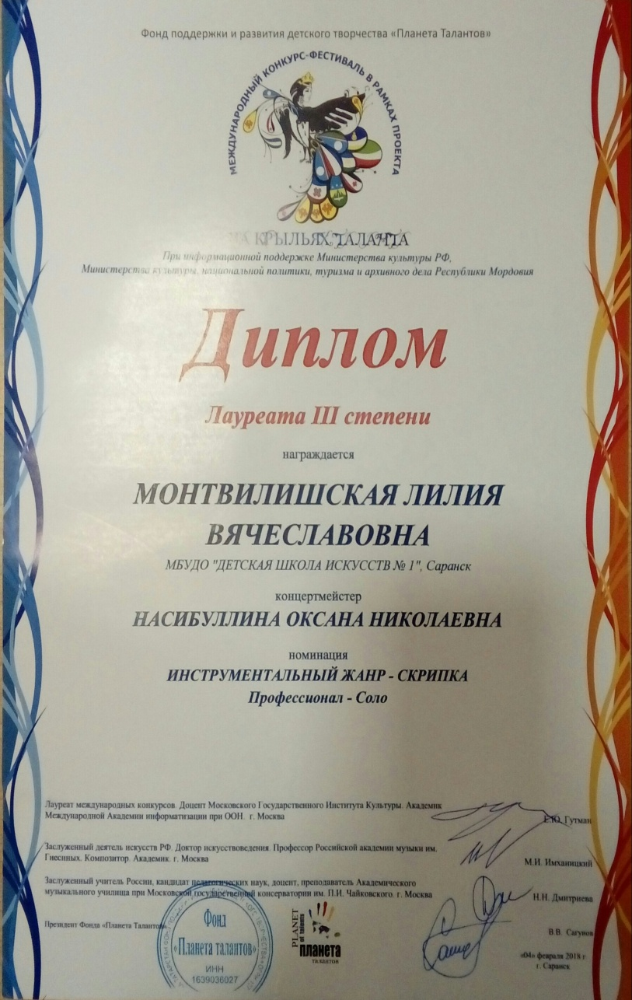 Фонд поддержки и развития детского творчества «Планета Талантов»
МЕЖДУНАРОДНЫЙ КОНКУРС-ФЕСТИВАЛЬ В РАМКАХ ПРОЕКТА
НА КРЫЛЬЯХ ТАЛАНТА
При информационной поддержке Министерства культуры РФ,
Министерства культуры, национальной политики, туризма и архивного дела Республики Мордовия
Диплом
Лауреата III степени
награждается
МОНТВИЛИШСКАЯ ЛИЛИЯ
ВЯЧЕСЛАВОВНА
МБУДО "ДЕТСКАЯ ШКОЛА ИСКУССТВ № 1", Саранск
концертмейстер
НАСИБУЛЛИНА ОКСАНА НИКОЛАЕВНА
номинация
ИНСТРУМЕНТАЛЬНЫЙ ЖАНР - СКРИПКА
Профессионал - Соло
Лауреат международных конкурсов. Доцент Московского Государственного Института Культуры. Академик
Международной Академии информатизации при ООН. г. Москва
Е.Ю. Гутман
Заслуженный деятель искусств РФ. Доктор искусствоведения. Профессор Российской академии музыки им.
Гнесиных. Композитор. Академик. г. Москва
М.И. Имханицкий
Заслуженный учитель России, кандидат педагогических наук, доцент, преподаватель Академического
музыкального училища при Московской государственной консерватории им. П.И. Чайковского. г. Москва
Н.Н. Дмитриева
Президент Фонда «Планета Талантов»
В.В. Сагунов
Фонд
«Планета талантов»
ИНН
1639036027
PLANET
of talents
планета
талантов
«04» февраля 2018 г.
г. Саранск